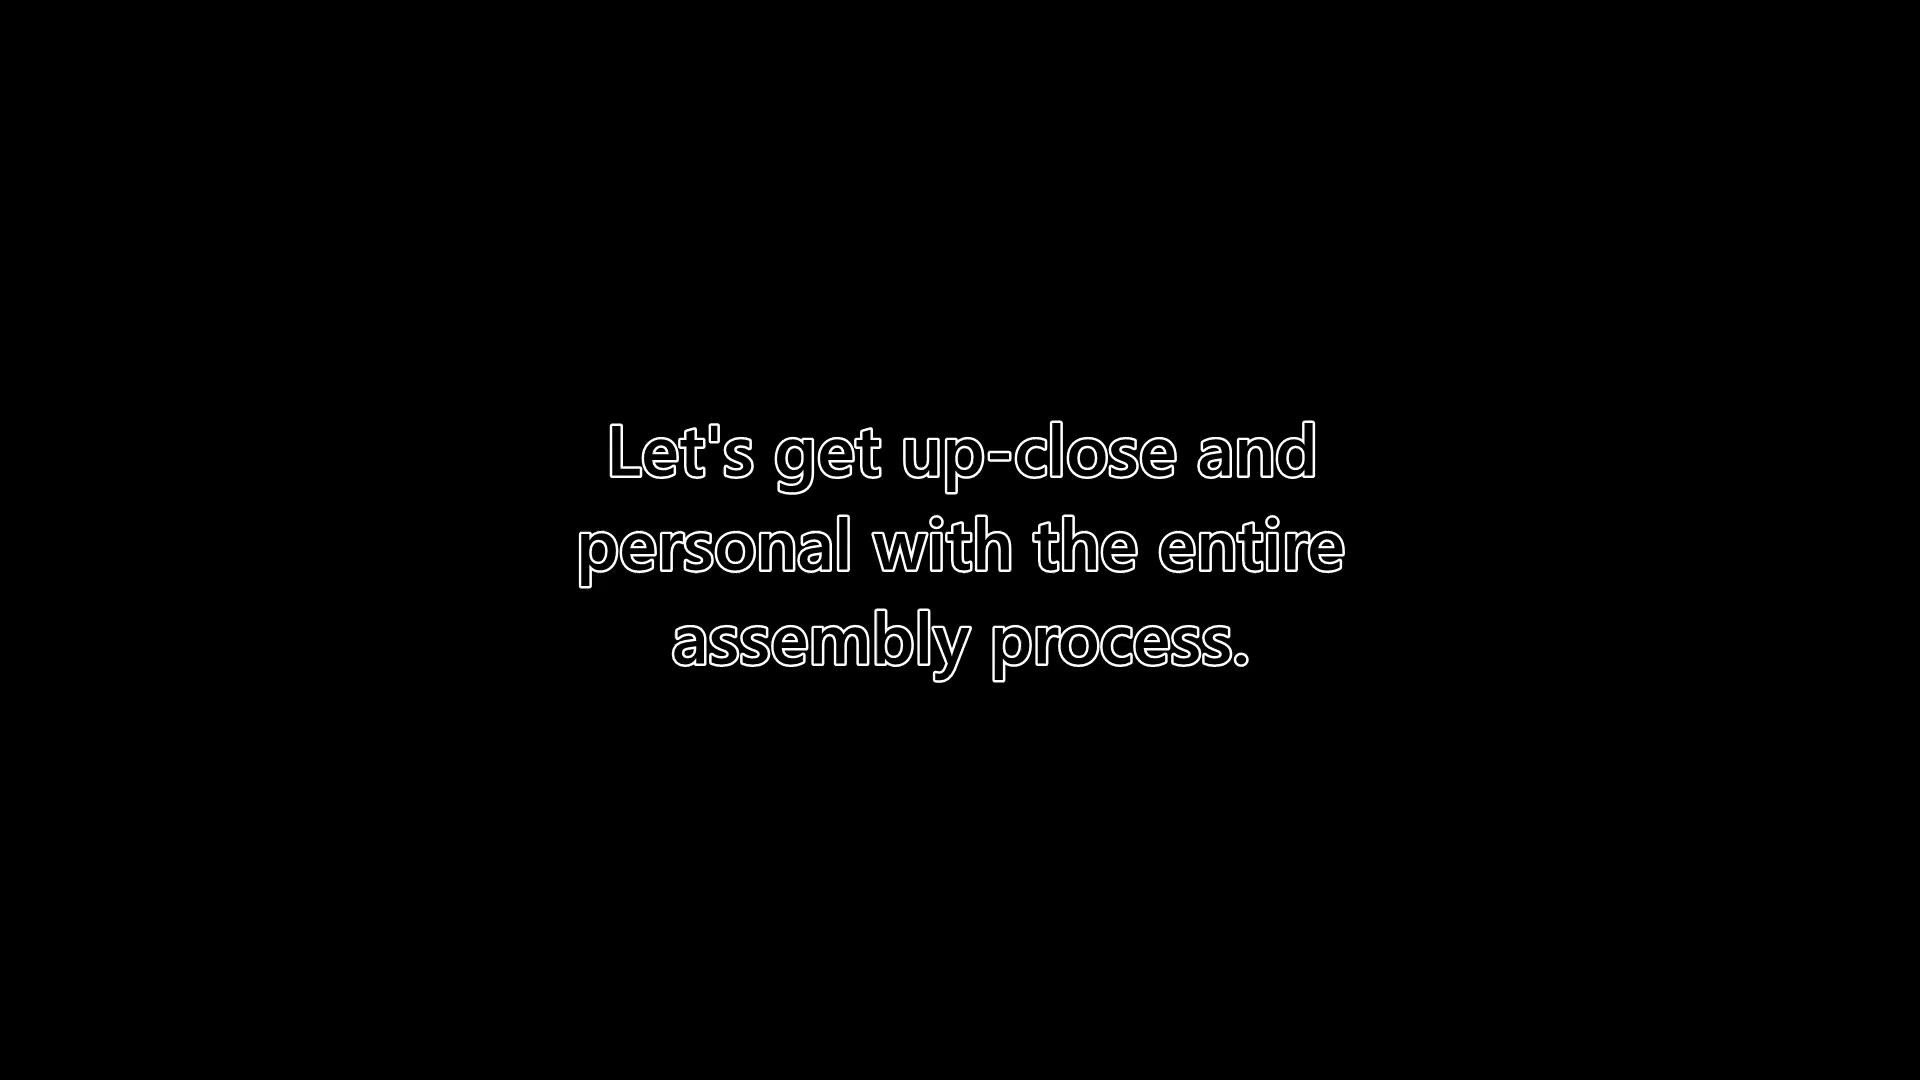 Let's get up-close and
personal with the entire
assembly process.